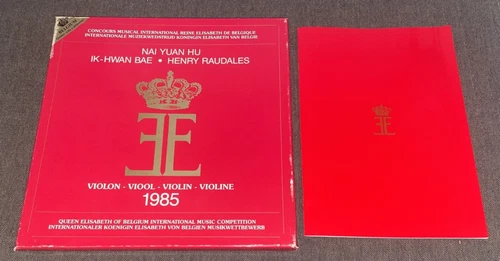 CONCOURS MUSICAL INTERNATIONAL REINE ELISABETH DE BELGIQUE
INTERNATIONALE MUZIEKWEDSTRIJD KONINGIN ELISABETH VAN BELGIE
NAI YUAN HU
IK-HWAN BAE • HENRY RAUDALES
VIOLON - VIOOL - VIOLIN - VIOLINE
1985
QUEEN ELISABETH OF BELGIUM INTERNATIONAL MUSIC COMPETITION
INTERNATIONALER KOENIGIN ELISABETH VON BELGIEN MUSIKWETTBEWERB